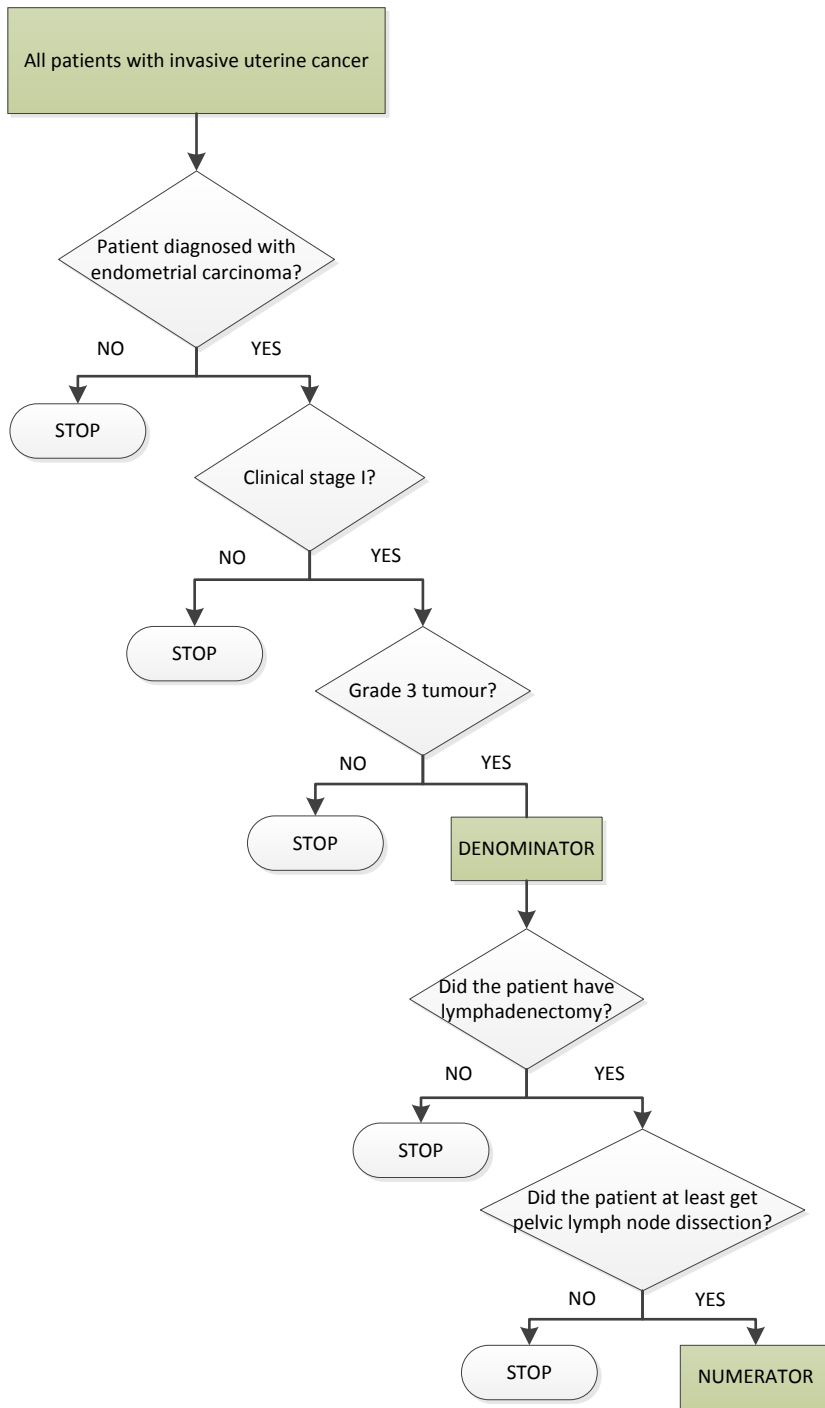 All patients with invasive uterine cancer
Patient diagnosed with
endometrial carcinoma?
NO
YES
STOP
Clinical stage I?
NO
YES
STOP
Grade 3 tumour?
NO
YES
STOP
DENOMINATOR
Did the patient have
lymphadenectomy?
NO
YES
STOP
Did the patient at least get
pelvic lymph node dissection?
NO
YES
STOP
NUMERATOR